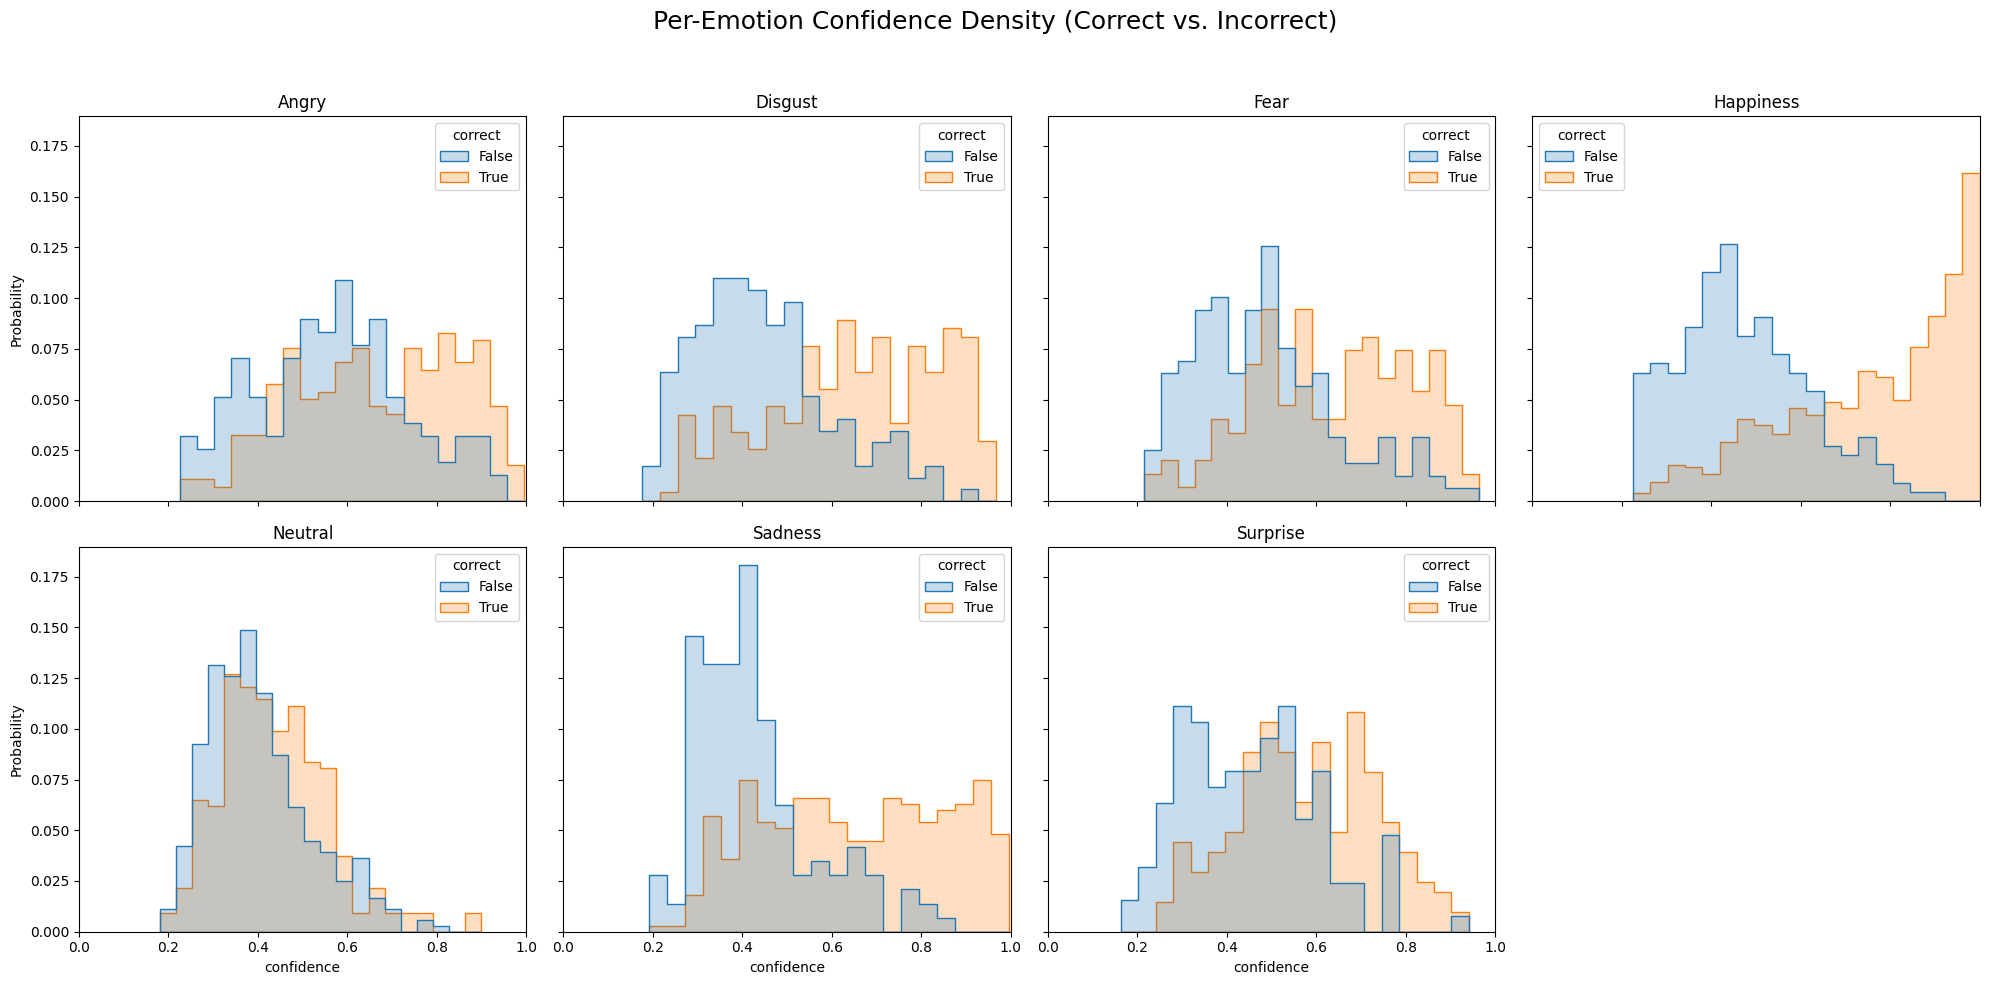 Per-Emotion Confidence Density (Correct vs. Incorrect)
Angry
Disgust
Fear
Happiness
correct
False
True
correct
False
True
correct
False
True
correct
False
True
Probability
0.175
0.150
0.125
0.100
0.075
0.050
0.025
0.000
Neutral
Sadness
Surprise
correct
False
True
correct
False
True
correct
False
True
Probability
0.175
0.150
0.125
0.100
0.075
0.050
0.025
0.000
0.0 0.2 0.4 0.6 0.8 1.0
0.0 0.2 0.4 0.6 0.8 1.0
0.0 0.2 0.4 0.6 0.8 1.0
confidence
confidence
confidence